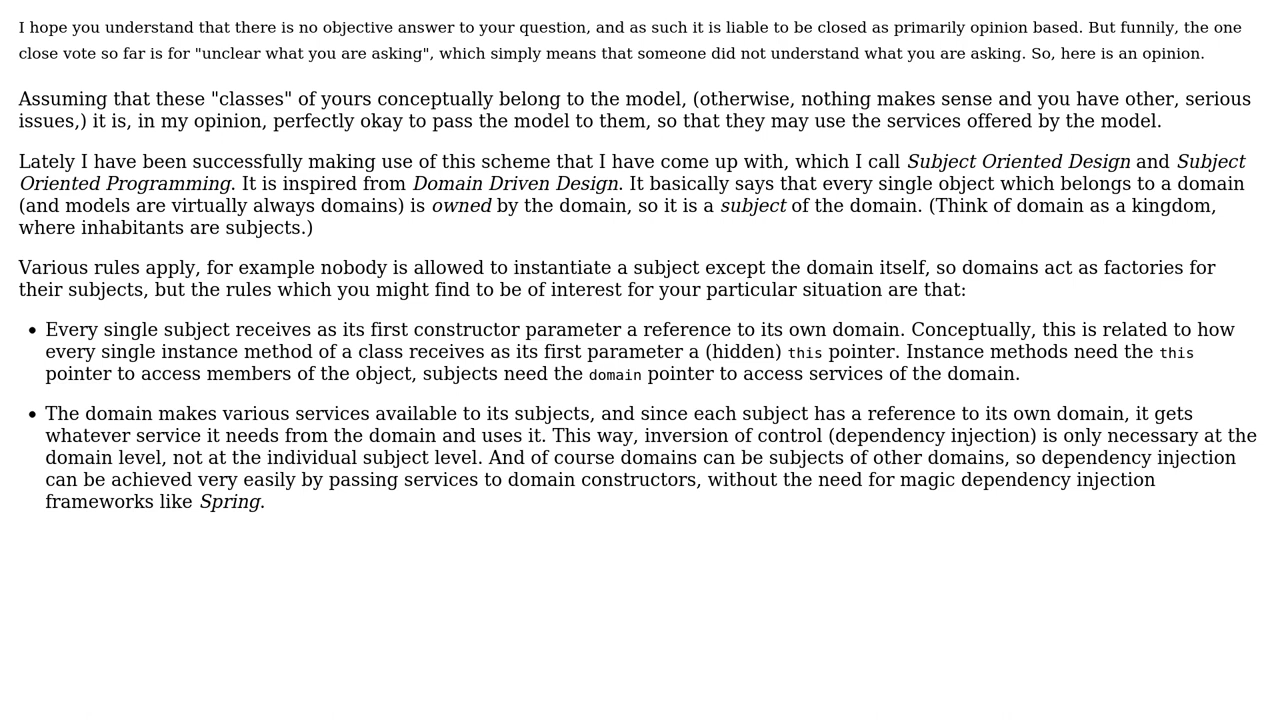 I hope you understand that there is no objective answer to your question, and as such it is liable to be closed as primarily opinion based. But funnily, the one
close vote so far is for "unclear what you are asking", which simply means that someone did not understand what you are asking. So, here is an opinion.
Assuming that these "classes" of yours conceptually belong to the model, (otherwise, nothing makes sense and you have other, serious
issues,) it is, in my opinion, perfectly okay to pass the model to them, so that they may use the services offered by the model.
Lately I have been successfully making use of this scheme that I have come up with, which I call Subject Oriented Design and Subject
Oriented Programming. It is inspired from Domain Driven Design. It basically says that every single object which belongs to a domain
(and models are virtually always domains) is owned by the domain, so it is a subject of the domain. (Think of domain as a kingdom,
where inhabitants are subjects.)
Various rules apply, for example nobody is allowed to instantiate a subject except the domain itself, so domains act as factories for
their subjects, but the rules which you might find to be of interest for your particular situation are that:
• Every single subject receives as its first constructor parameter a reference to its own domain. Conceptually, this is related to how
every single instance method of a class receives as its first parameter a (hidden) this pointer. Instance methods need the this
pointer to access members of the object, subjects need the domain pointer to access services of the domain.
• The domain makes various services available to its subjects, and since each subject has a reference to its own domain, it gets
whatever service it needs from the domain and uses it. This way, inversion of control (dependency injection) is only necessary at the
domain level, not at the individual subject level. And of course domains can be subjects of other domains, so dependency injection
can be achieved very easily by passing services to domain constructors, without the need for magic dependency injection
frameworks like Spring.